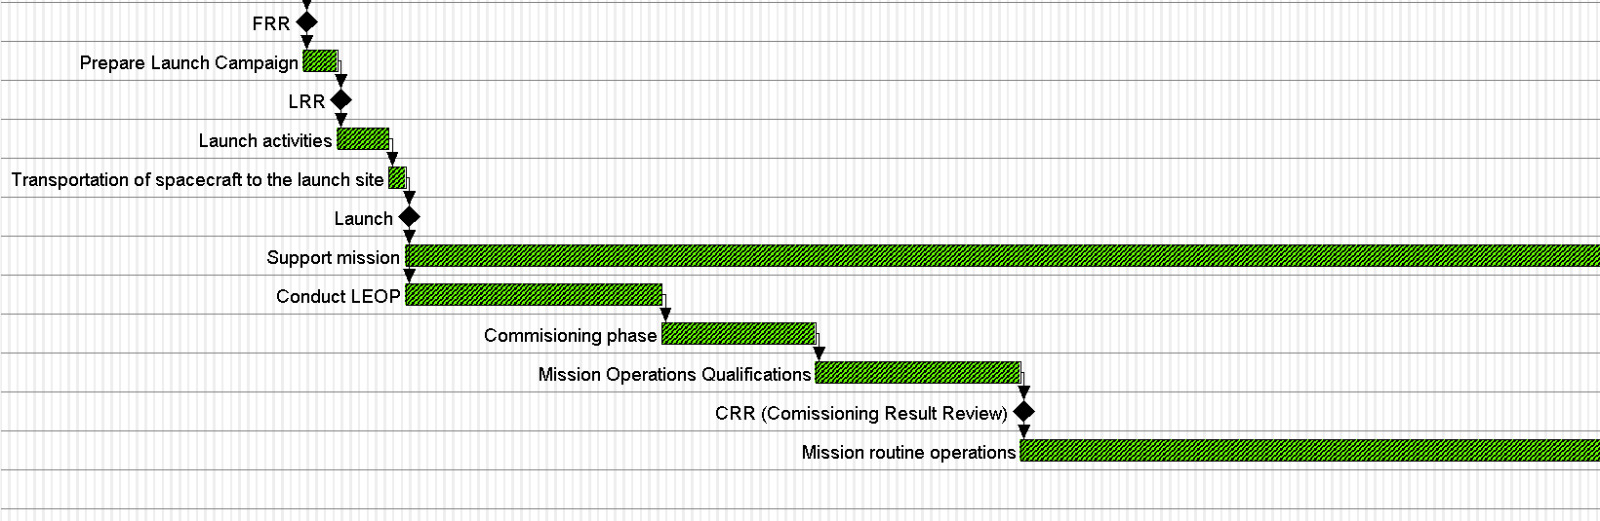 FRR
Prepare Launch Campaign
LRR
Launch activities
Transportation of spacecraft to the launch site
Launch
Support mission
Conduct LEOP
Commisioning phase
Mission Operations Qualifications
CRR (Comissioning Result Review)
Mission routine operations